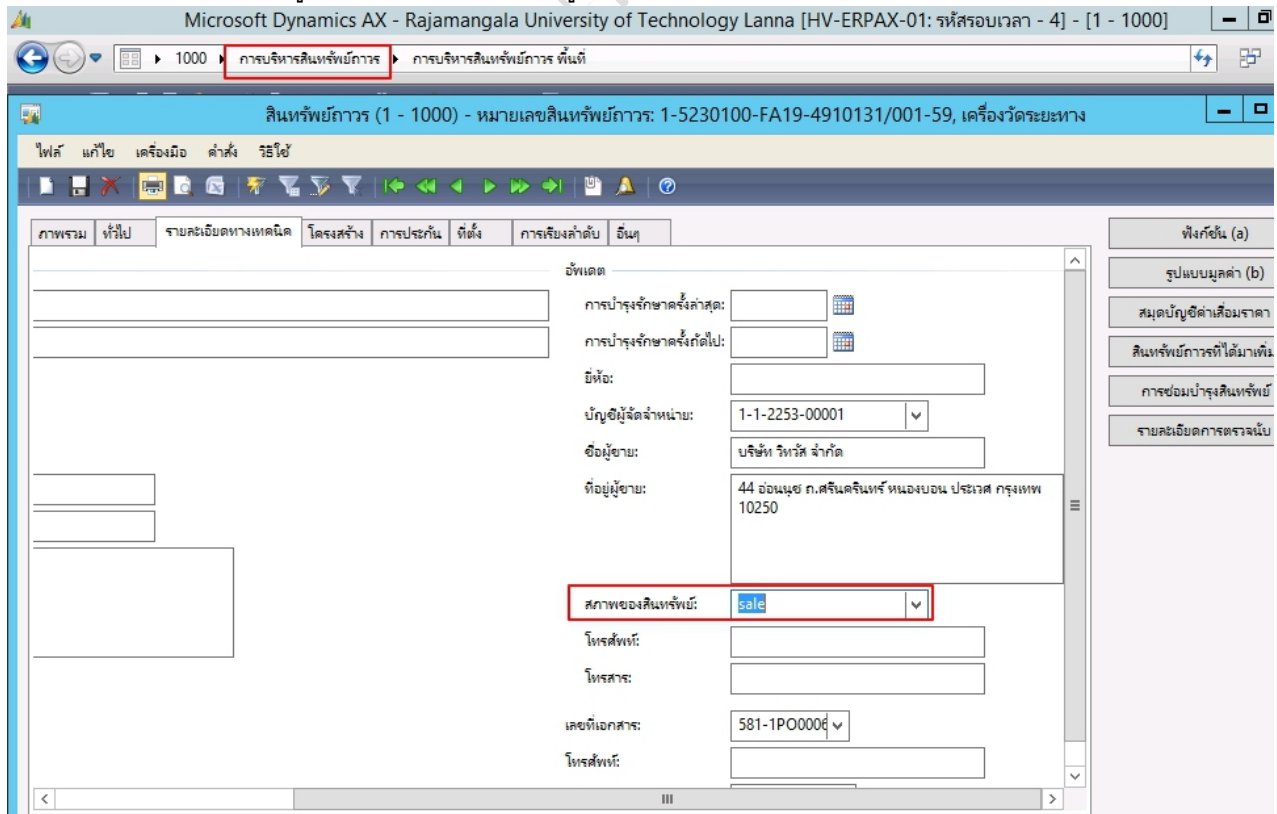 Microsoft Dynamics AX - Rajamangala University of Technology Lanna [HV-ERPAX-01: รหัสรอบเวลา - 4] - [1 - 1000]
1000 การบริหารสินทรัพย์ถาวร การบริหารสินทรัพย์ถาวร พื้นที่
สินทรัพย์ถาวร (1 - 1000) - หมายเลขสินทรัพย์ถาวร: 1-5230100-FA19-4910131/001-59, เครื่องวัดระยะทาง
ไฟล์ แก้ไข เครื่องมือ คำสั่ง วิธีใช้
ภาพรวม ทั่วไป รายละเอียดทางเทคนิค โครงสร้าง การประกัน ที่ตั้ง การเรียงลำดับ อื่นๆ
ฟังก์ชั่น (a)
รูปแบบมูลค่า (b)
สมุดบัญชีค่าเสื่อมราคา
สินทรัพย์ถาวรที่ได้มาเพิ่ม
การซ่อมบำรุงสินทรัพย์
รายละเอียดการตรวจนับ
อัพเดต
การบำรุงรักษาครั้งล่าสุด:
การบำรุงรักษาครั้งถัดไป:
ยี่ห้อ:
บัญชีผู้จัดจำหน่าย: 1-1-2253-00001
ชื่อผู้ขาย: บริษัท วิทวัส จำกัด
ที่อยู่ผู้ขาย: 44 อ่อนนุช ถ.ศรีนครินทร์ หนองบอน ประเวศ กรุงเทพ
10250
สภาพของสินทรัพย์: sale
โทรศัพท์:
โทรสาร:
เลขที่เอกสาร: 581-1PO0006
โทรศัพท์: